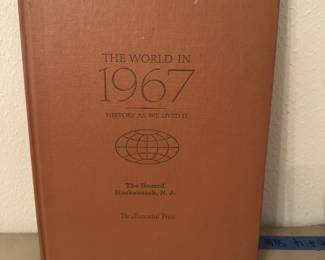 THE WORLD IN
1967
HISTORY AS WE LIVED IT
The Record
Hackensack, N. J.
The Associated Press